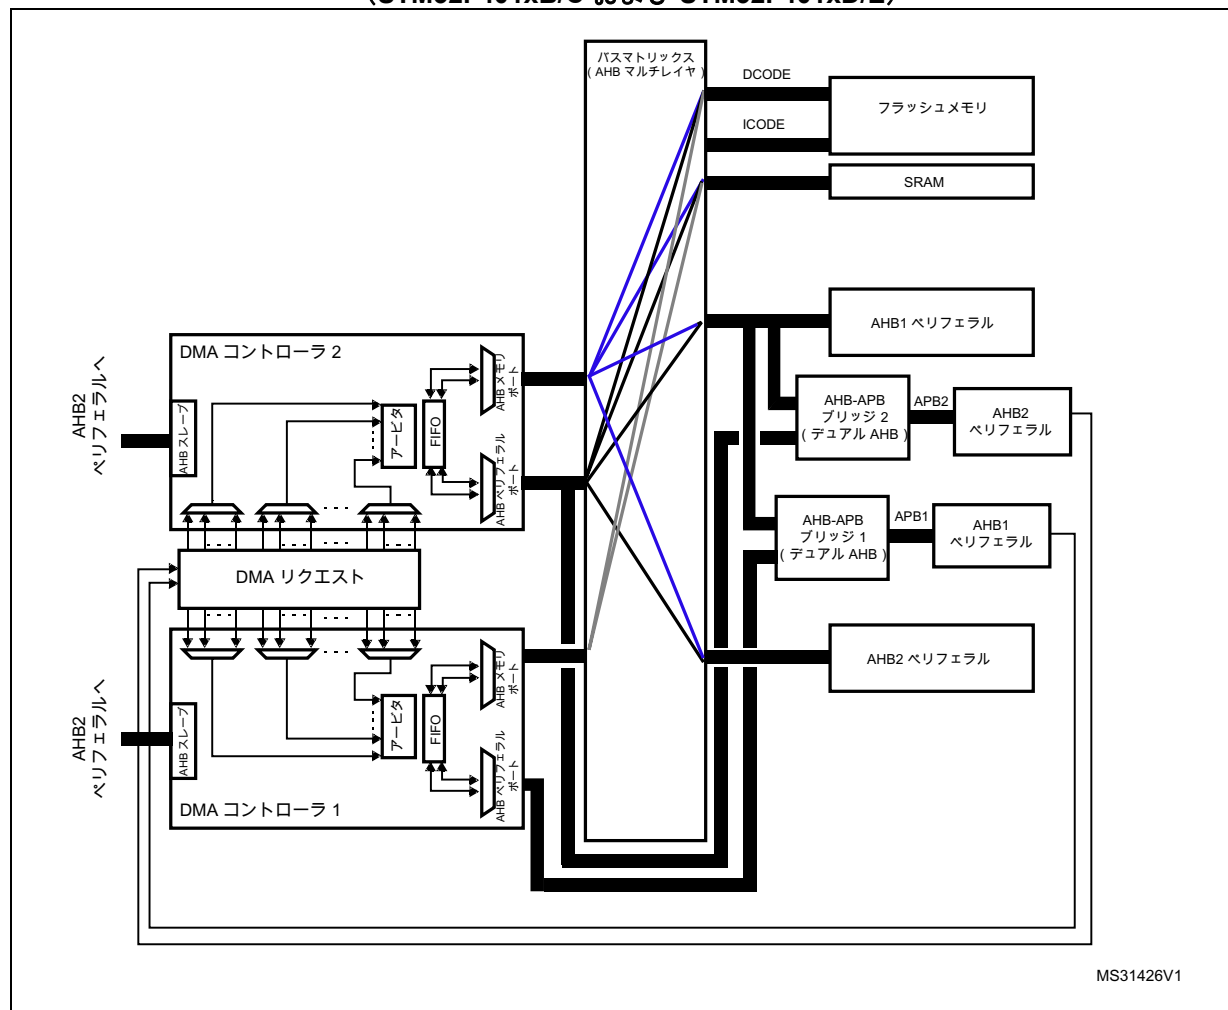 バスマトリックス
( AHB マルチレイヤ )
DCODE
フラッシュメモリ
ICODE
SRAM
AHB1 ペリフェラル
DMA コントローラ 2
AHB2
ペリフェラルへ
AHB スレーブ
アービタ
FIFO
AHB メモリ
ポート
AHB ペリフェラル
ポート
AHB-APB
ブリッジ 2
( デュアル AHB )
APB2
AHB2
ペリフェラル
AHB-APB
ブリッジ 1
( デュアル AHB )
APB1
AHB1
ペリフェラル
DMA リクエスト
AHB2 ペリフェラル
AHB2
ペリフェラルへ
AHB スレーブ
アービタ
FIFO
AHB メモリ
ポート
AHB ペリフェラル
ポート
DMA コントローラ 1
MS31426V1